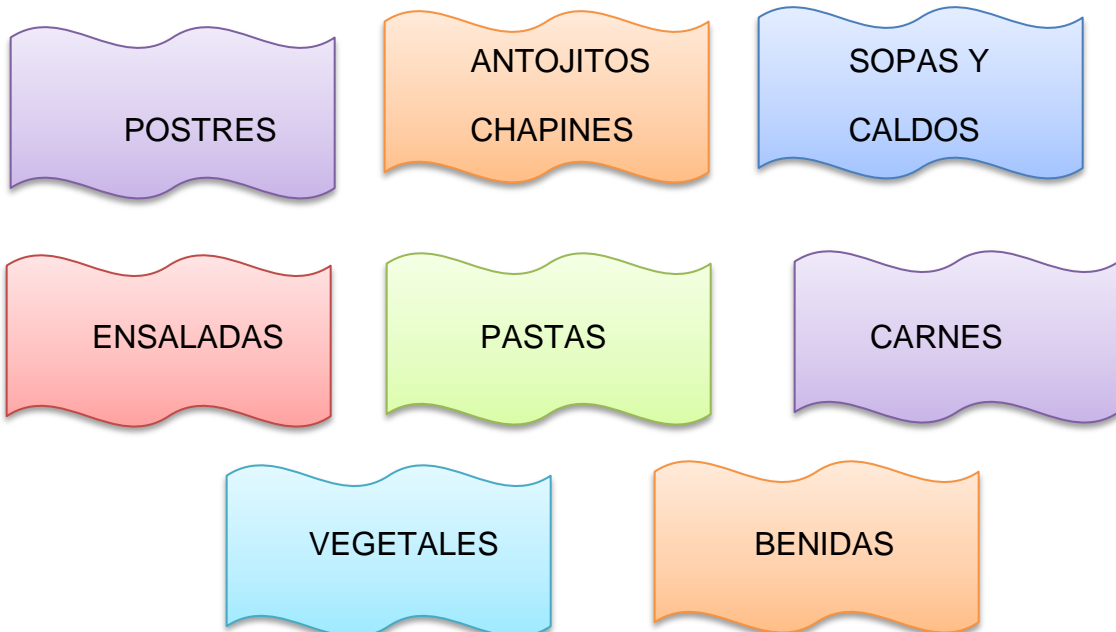 POSTRES
ANTOJITOS
CHAPINES
SOPAS Y
CALDOS
ENSALADAS
PASTAS
CARNES
VEGETALES
BENIDAS